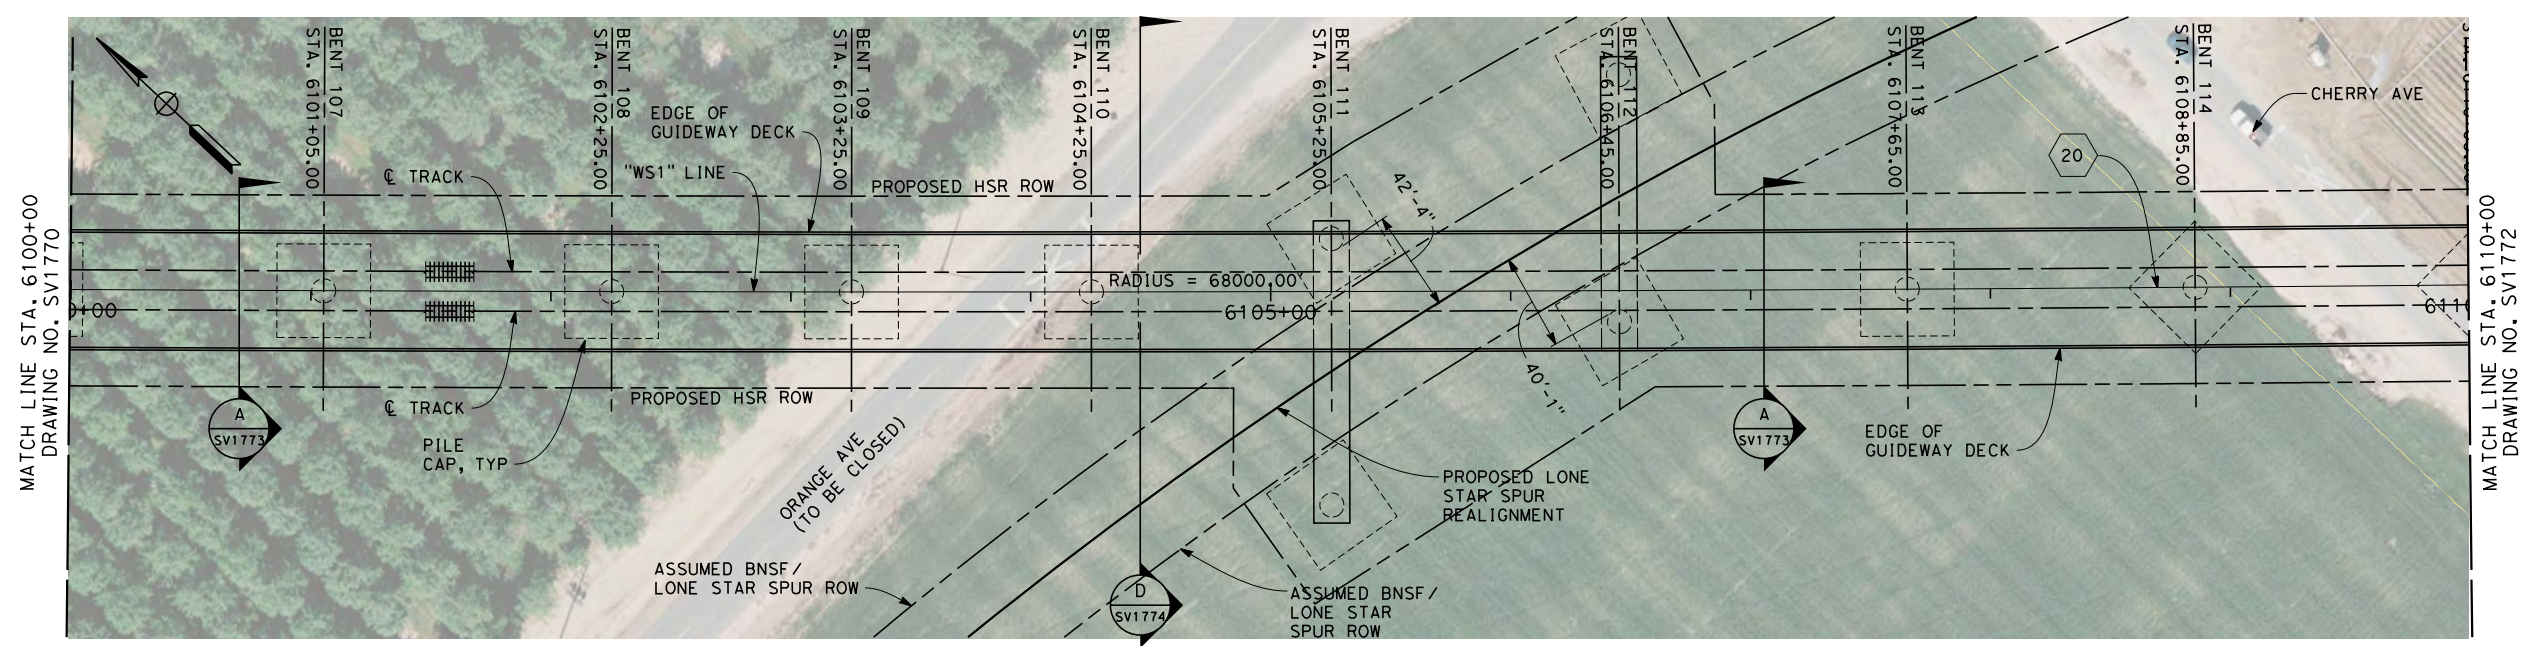 MATCH LINE STA. 6100+00
DRAWING NO. SV1770
BENT 107
STA. 6101+05.00
BENT 108
STA. 6102+25.00
BENT 109
STA. 6103+25.00
BENT 110
STA. 6104+25.00
BENT 111
STA. 6105+25.00
BENT 112
STA. 6106+45.00
BENT 113
STA. 6107+65.00
BENT 114
STA. 6108+85.00
CHERRY AVE
EDGE OF
GUIDEWAY DECK
℄ TRACK
"WS1" LINE
PROPOSED HSR ROW
20
42'-4"
RADIUS = 68000.00'
0+00
6105+00
6110
40'-1"
℄ TRACK
PROPOSED HSR ROW
A
SV1773
PILE
CAP, TYP
ORANGE AVE
(TO BE CLOSED)
A
SV1773
EDGE OF
GUIDEWAY DECK
PROPOSED LONE
STAR SPUR
REALIGNMENT
ASSUMED BNSF/
LONE STAR SPUR ROW
D
SV1774
ASSUMED BNSF/
LONE STAR
SPUR ROW
MATCH LINE STA. 6110+00
DRAWING NO. SV1772